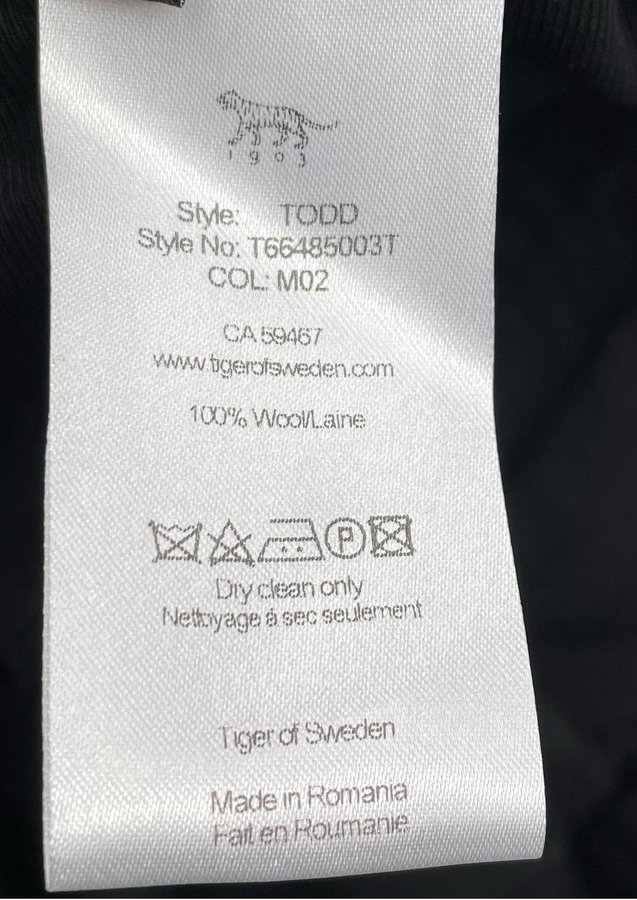 1903
Style: TODD
Style No: T66485003T
COL: M02
CA 59467
www.tigerofsweden.com
100% Wool/Laine
P
Dry clean only
Nettoyage à sec seulement
Tiger of Sweden
Made in Romania
Fait en Roumanie